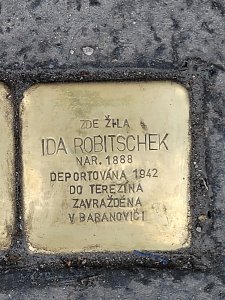 ZDE ŽILA
IDA ROBITSCHEK
NAR. 1888
DEPORTOVÁNA 1942
DO TEREZÍNA
ZAVRAŽDĚNA
V BARANOVIČI